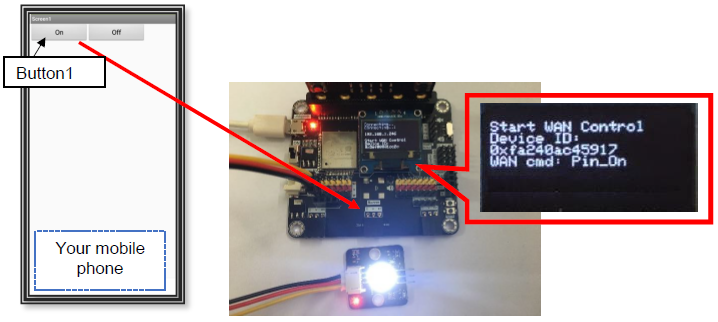 Screen1
On
Off
Button1
Your mobile
phone
Start WAN Control
Device ID:
0xfa240ac45917
WAN cmd: Pin_On